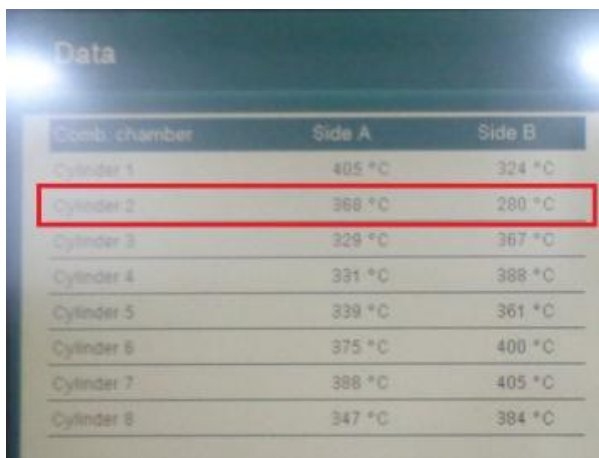 Data
Comb. chamber Side A Side B
Cylinder 1 405 °C 324 °C
Cylinder 2 368 °C 280 °C
Cylinder 3 329 °C 367 °C
Cylinder 4 331 °C 388 °C
Cylinder 5 339 °C 361 °C
Cylinder 6 375 °C 400 °C
Cylinder 7 388 °C 405 °C
Cylinder 8 347 °C 384 °C